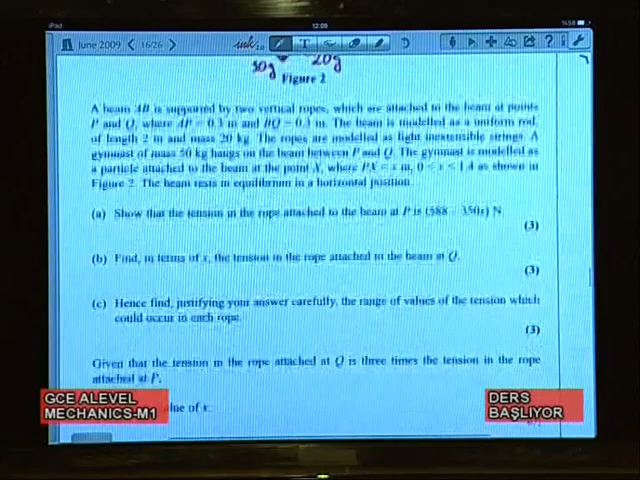 iPad
12:09
%58
June 2009
16/26
ink2.0
T
?
50g
20g
Figure 2
A beam AB is supported by two vertical ropes, which are attached to the beam at points
P and Q, where AP = 0.3 m and BQ = 0.3 m. The beam is modelled as a uniform rod,
of length 2 m and mass 20 kg. The ropes are modelled as light inextensible strings. A
gymnast of mass 50 kg hangs on the beam between P and Q. The gymnast is modelled as
a particle attached to the beam at the point X, where PX = x m, 0 < x < 1.4 as shown in
Figure 2. The beam rests in equilibrium in a horizontal position.
(a) Show that the tension in the rope attached to the beam at P is (588 – 350x) N.
(3)
(b) Find, in terms of x, the tension in the rope attached to the beam at Q.
(3)
(c) Hence find, justifying your answer carefully, the range of values of the tension which
could occur in each rope.
(3)
Given that the tension in the rope attached at Q is three times the tension in the rope
attached at P,
lue of x.
GCE ALEVEL
MECHANICS-M1
DERS
BAŞLIYOR